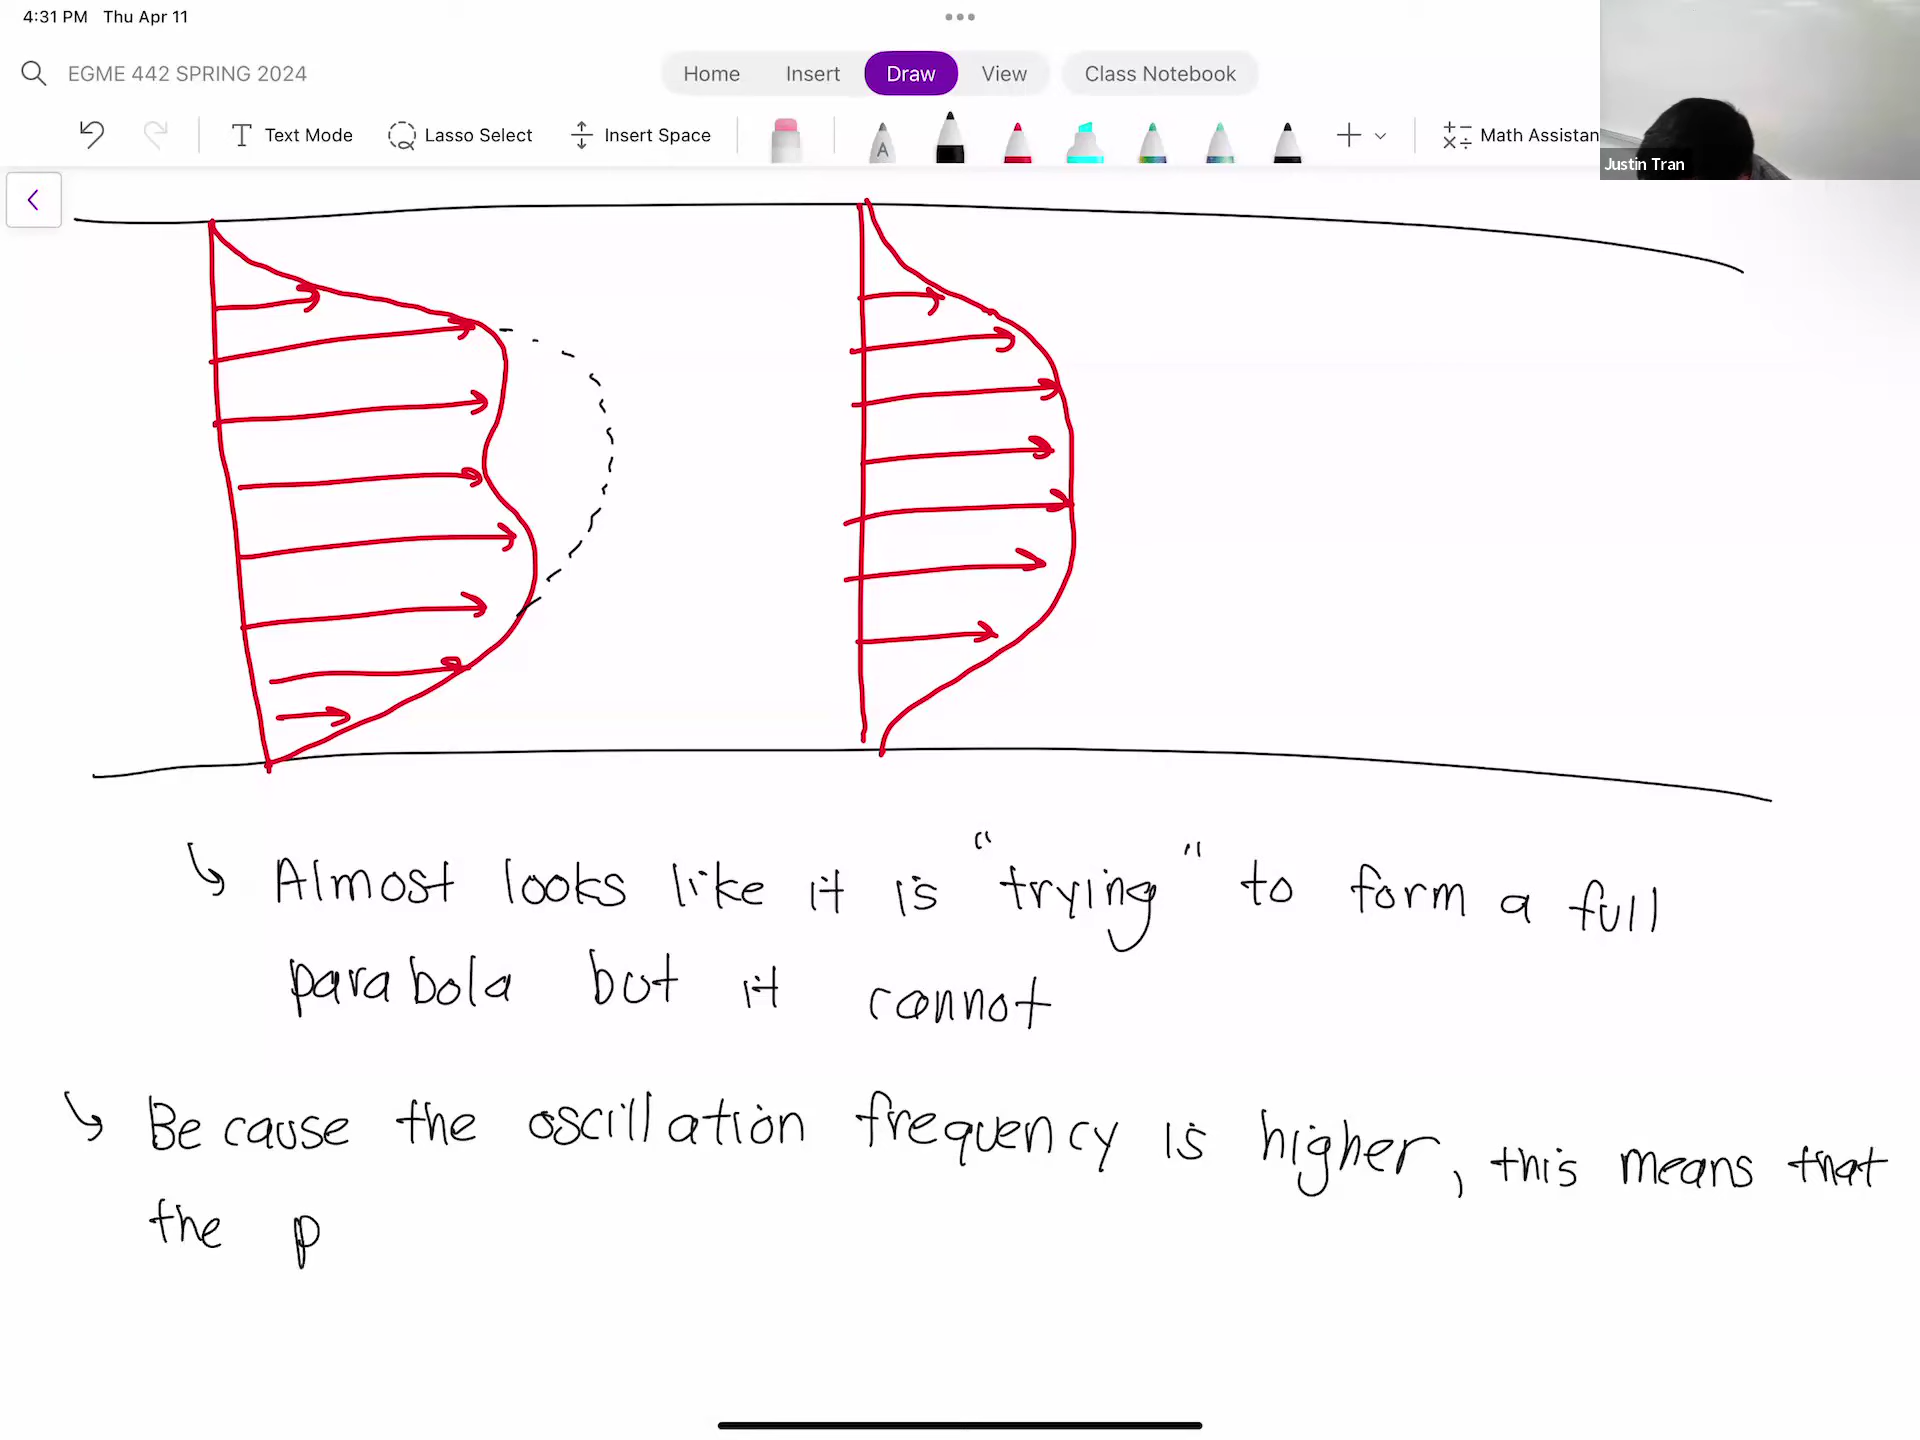 4:31 PM Thu Apr 11
EGME 442 SPRING 2024
Home Insert Draw View Class Notebook
Text Mode Lasso Select Insert Space A Math Assistan
Justin Tran
Almost looks like it is "trying" to form a full
parabola but it cannot
Because the oscillation frequency is higher, this means that
the p